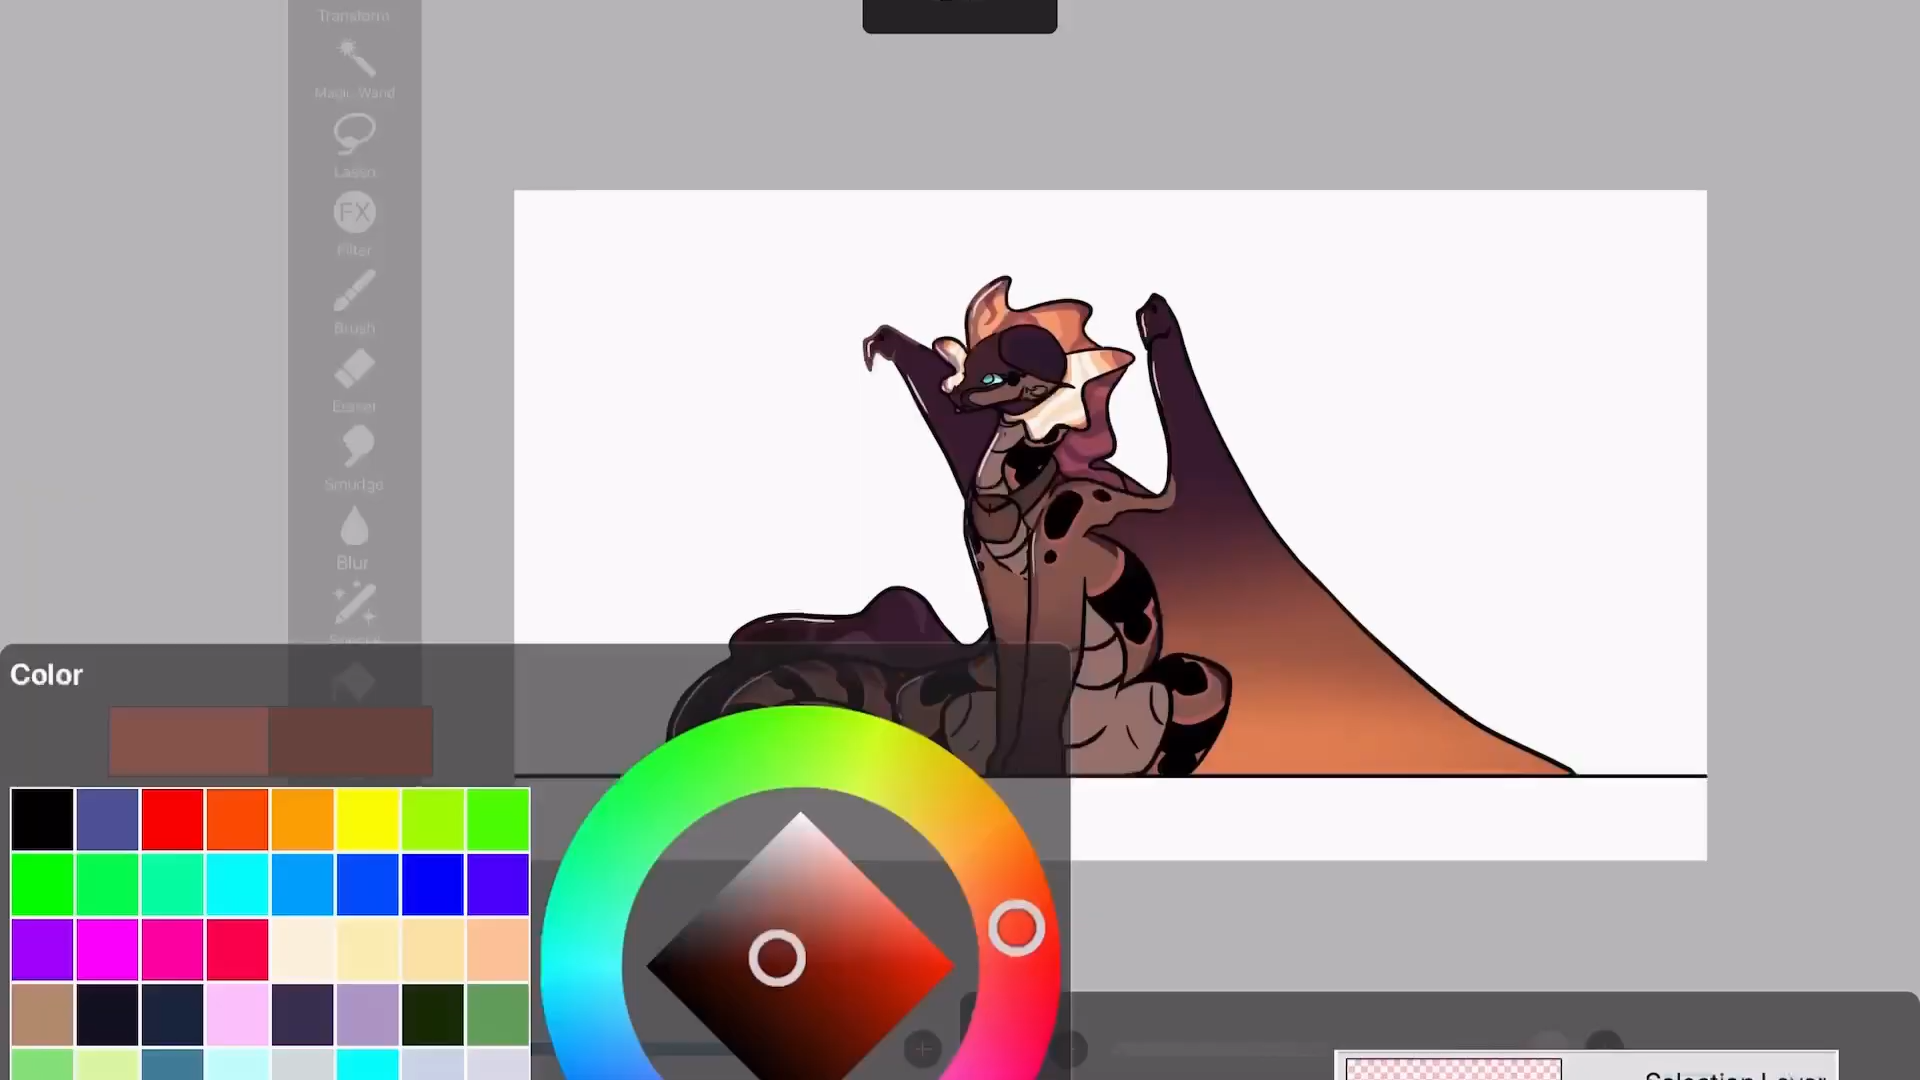 Transform
Magic Wand
Lasso
FX
Filter
Brush
Eraser
Smudge
Blur
Color
Selection Layer